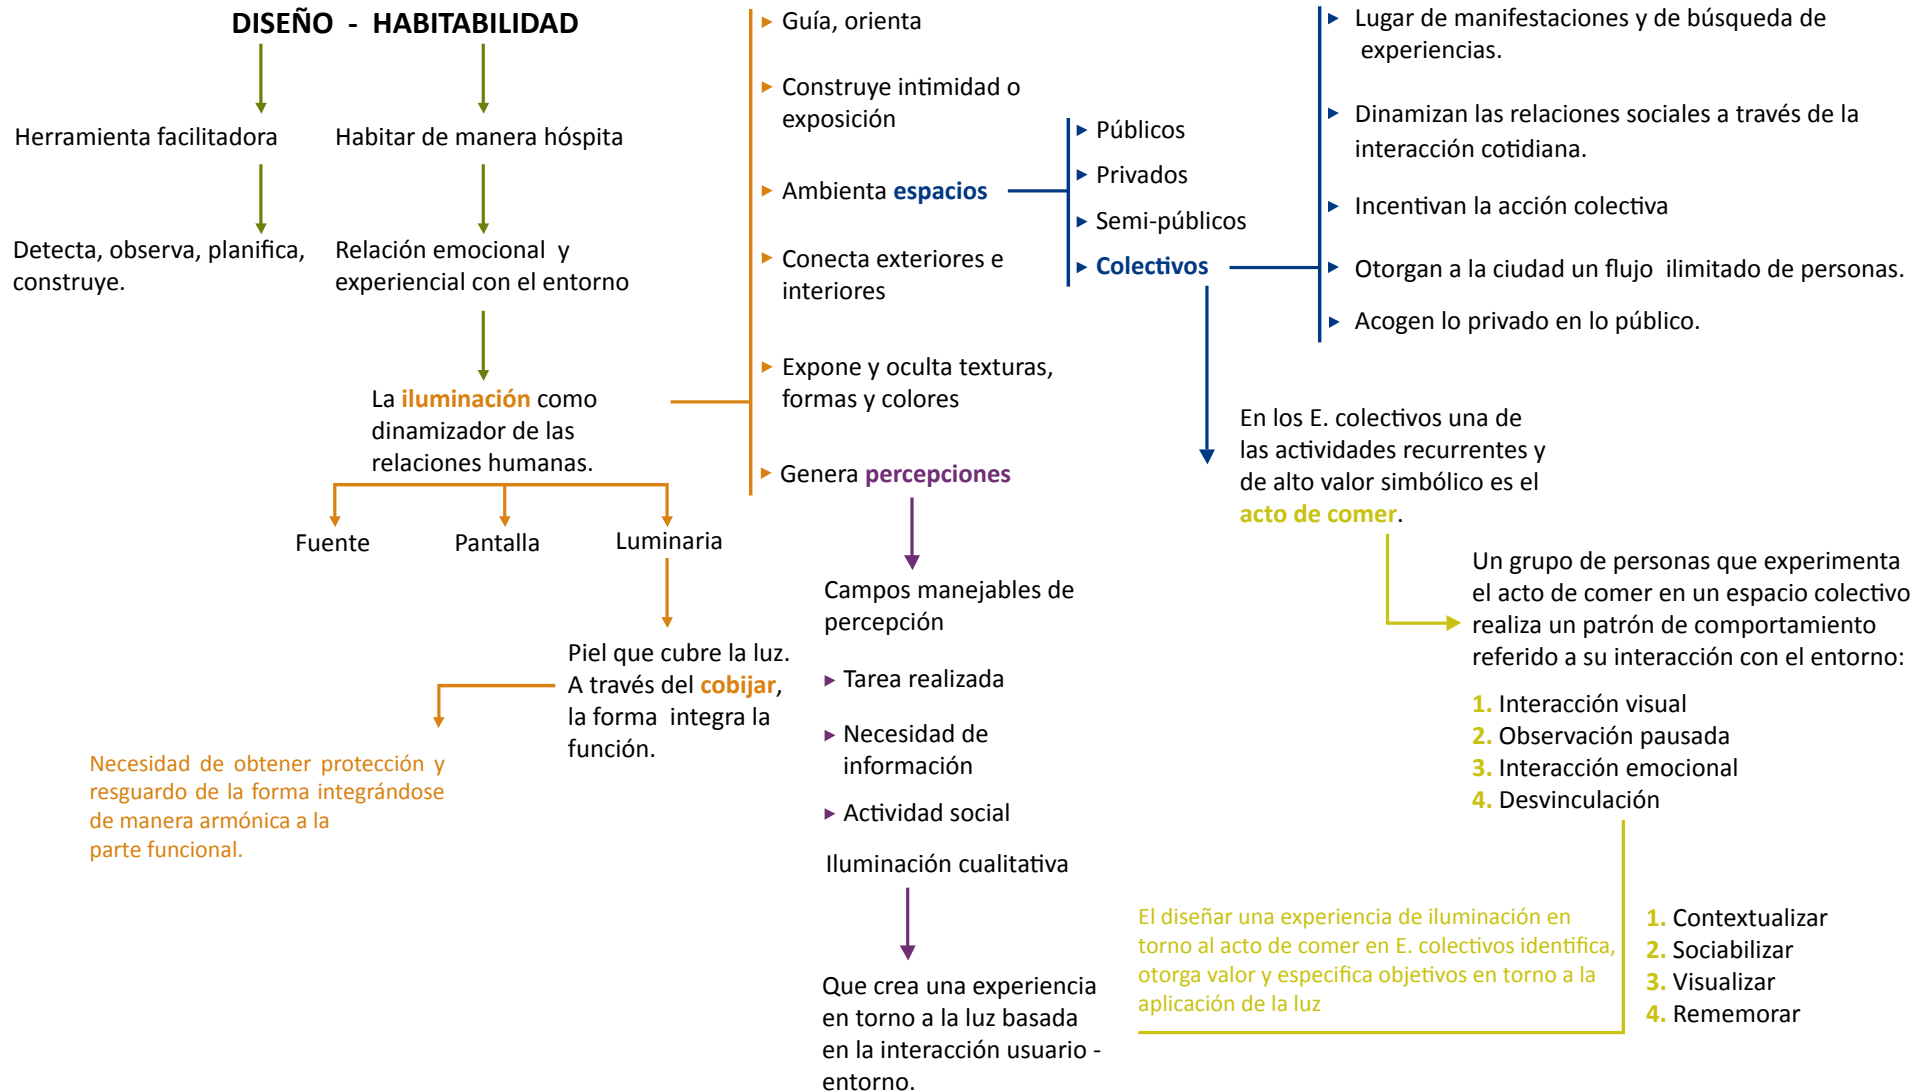 DISEÑO - HABITABILIDAD
Herramienta facilitadora
Detecta, observa, planifica,
construye.
Habitar de manera hóspita
Relación emocional y
experiencial con el entorno
La iluminación como
dinamizador de las
relaciones humanas.
Fuente
Pantalla
Luminaria
Piel que cubre la luz.
A través del cobijar,
la forma integra la
función.
Necesidad de obtener protección y
resguardo de la forma integrándose
de manera armónica a la
parte funcional.
Guía, orienta
Construye intimidad o
exposición
Ambienta espacios
Conecta exteriores e
interiores
Expone y oculta texturas,
formas y colores
Genera percepciones
Campos manejables de
percepción
Tarea realizada
Necesidad de
información
Actividad social
Iluminación cualitativa
Que crea una experiencia
en torno a la luz basada
en la interacción usuario -
entorno.
Públicos
Privados
Semi-públicos
Colectivos
Lugar de manifestaciones y de búsqueda de
experiencias.
Dinamizan las relaciones sociales a través de la
interacción cotidiana.
Incentivan la acción colectiva
Otorgan a la ciudad un flujo ilimitado de personas.
Acogen lo privado en lo público.
En los E. colectivos una de
las actividades recurrentes y
de alto valor simbólico es el
acto de comer.
Un grupo de personas que experimenta
el acto de comer en un espacio colectivo
realiza un patrón de comportamiento
referido a su interacción con el entorno:
1. Interacción visual
2. Observación pausada
3. Interacción emocional
4. Desvinculación
El diseñar una experiencia de iluminación en
torno al acto de comer en E. colectivos identifica,
otorga valor y especifica objetivos en torno a la
aplicación de la luz
1. Contextualizar
2. Sociabilizar
3. Visualizar
4. Rememorar